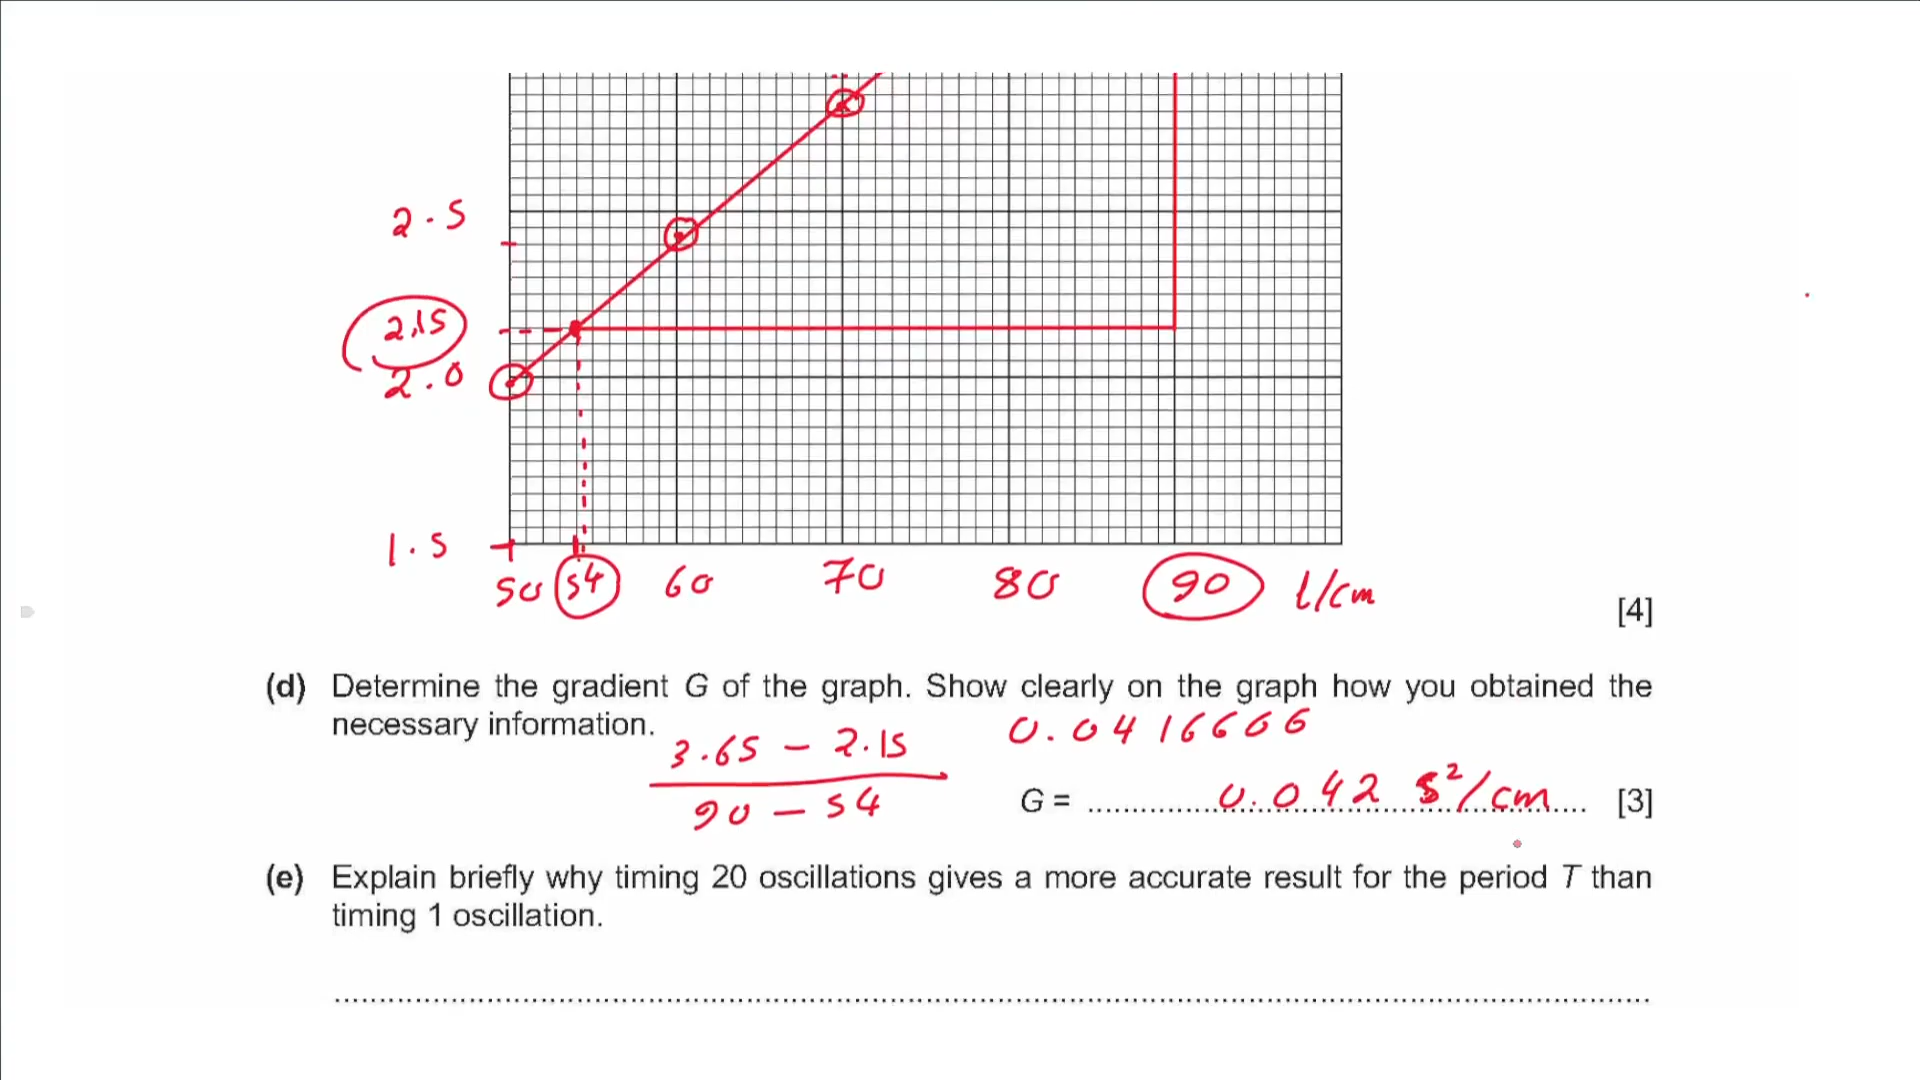 2.5
2.15
2.0
1.5
50 54 60 70 80 90 l/cm
[4]
(d) Determine the gradient G of the graph. Show clearly on the graph how you obtained the
necessary information.
0.0416666
3.65 - 2.15
90 - 54
G = 0.042 s²/cm [3]
(e) Explain briefly why timing 20 oscillations gives a more accurate result for the period T than
timing 1 oscillation.